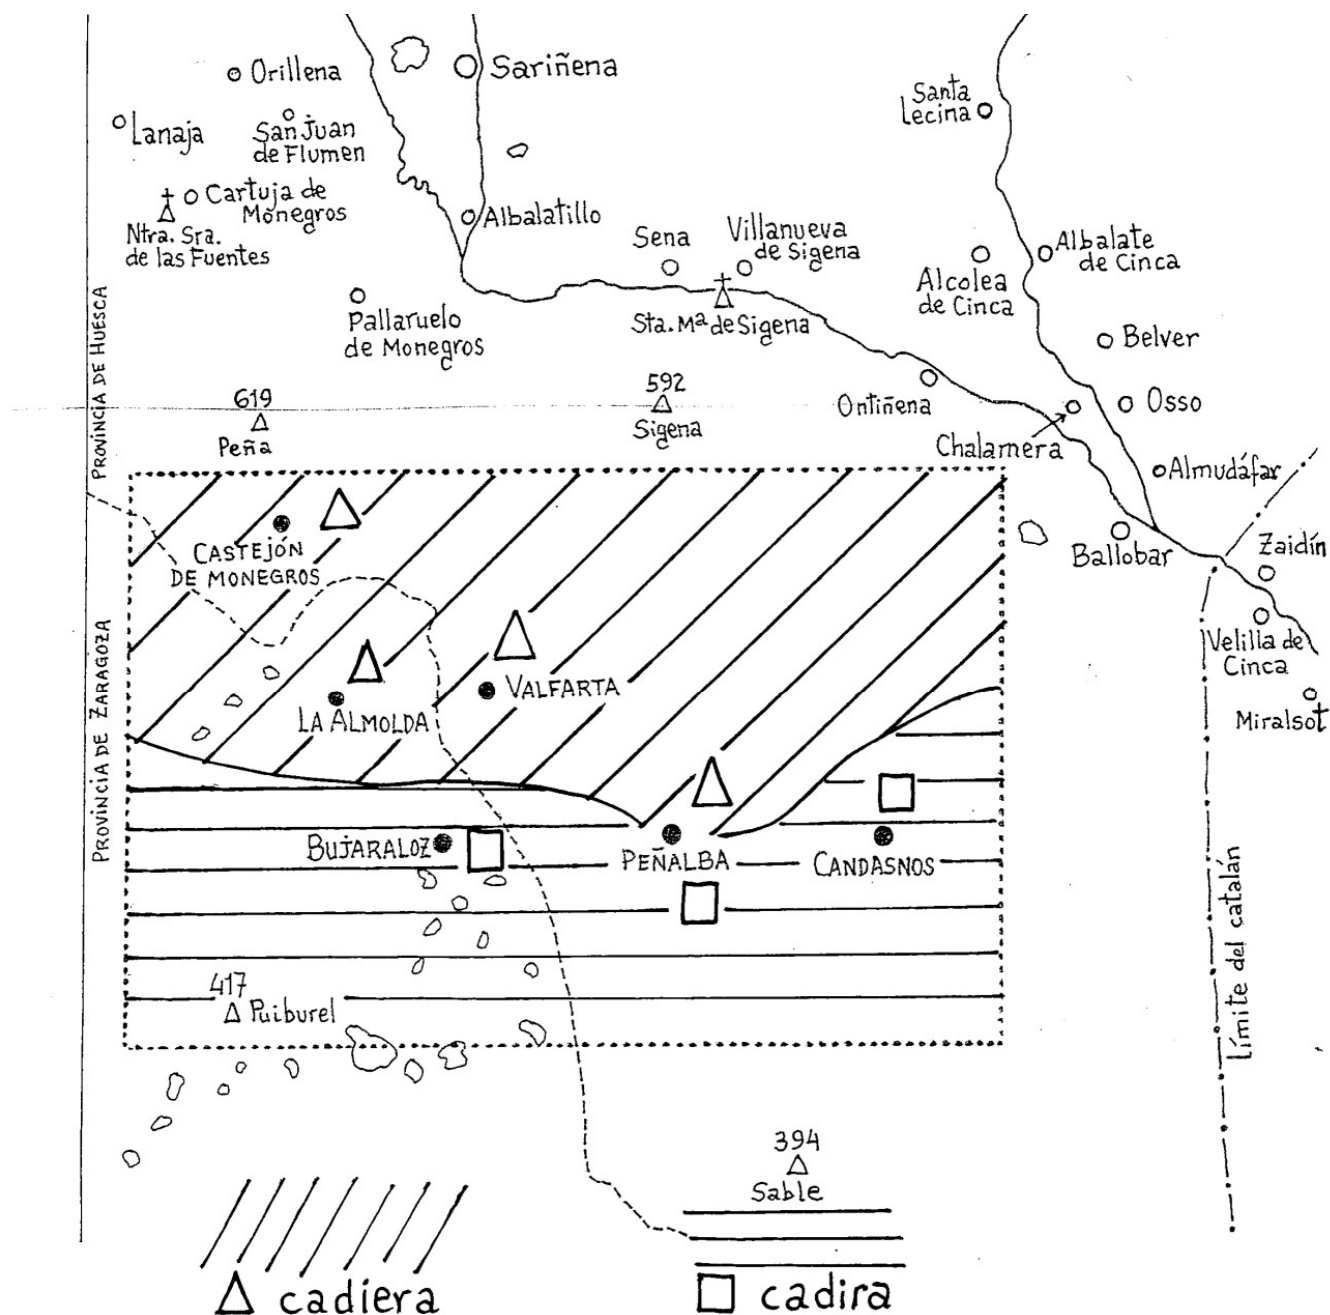 Orillena
Sariñena
Lanaja
San Juan
de Flumen
Santa
Lecina
Cartuja de
Monegros
Ntra. Sra.
de las Fuentes
Albalatillo
Sena
Villanueva
de Sigena
Albalate
de Cinca
Alcolea
de Cinca
Pallaruelo
de Monegros
Sta. Mª de Sigena
Belver
619
Peña
592
Sigena
Ontiñena
Osso
Chalamera
Almudáfar
PROVINCIA DE HUESCA
CASTEJÓN
DE MONEGROS
Ballobar
Zaidín
Velilla de
Cinca
Miralsot
PROVINCIA DE ZARAGOZA
LA ALMOLDA
VALFARTA
BUJARALOZ
PEÑALBA
CANDASNOS
Límite del catalán
417
Puiburel
394
Sable
cadiera
cadira